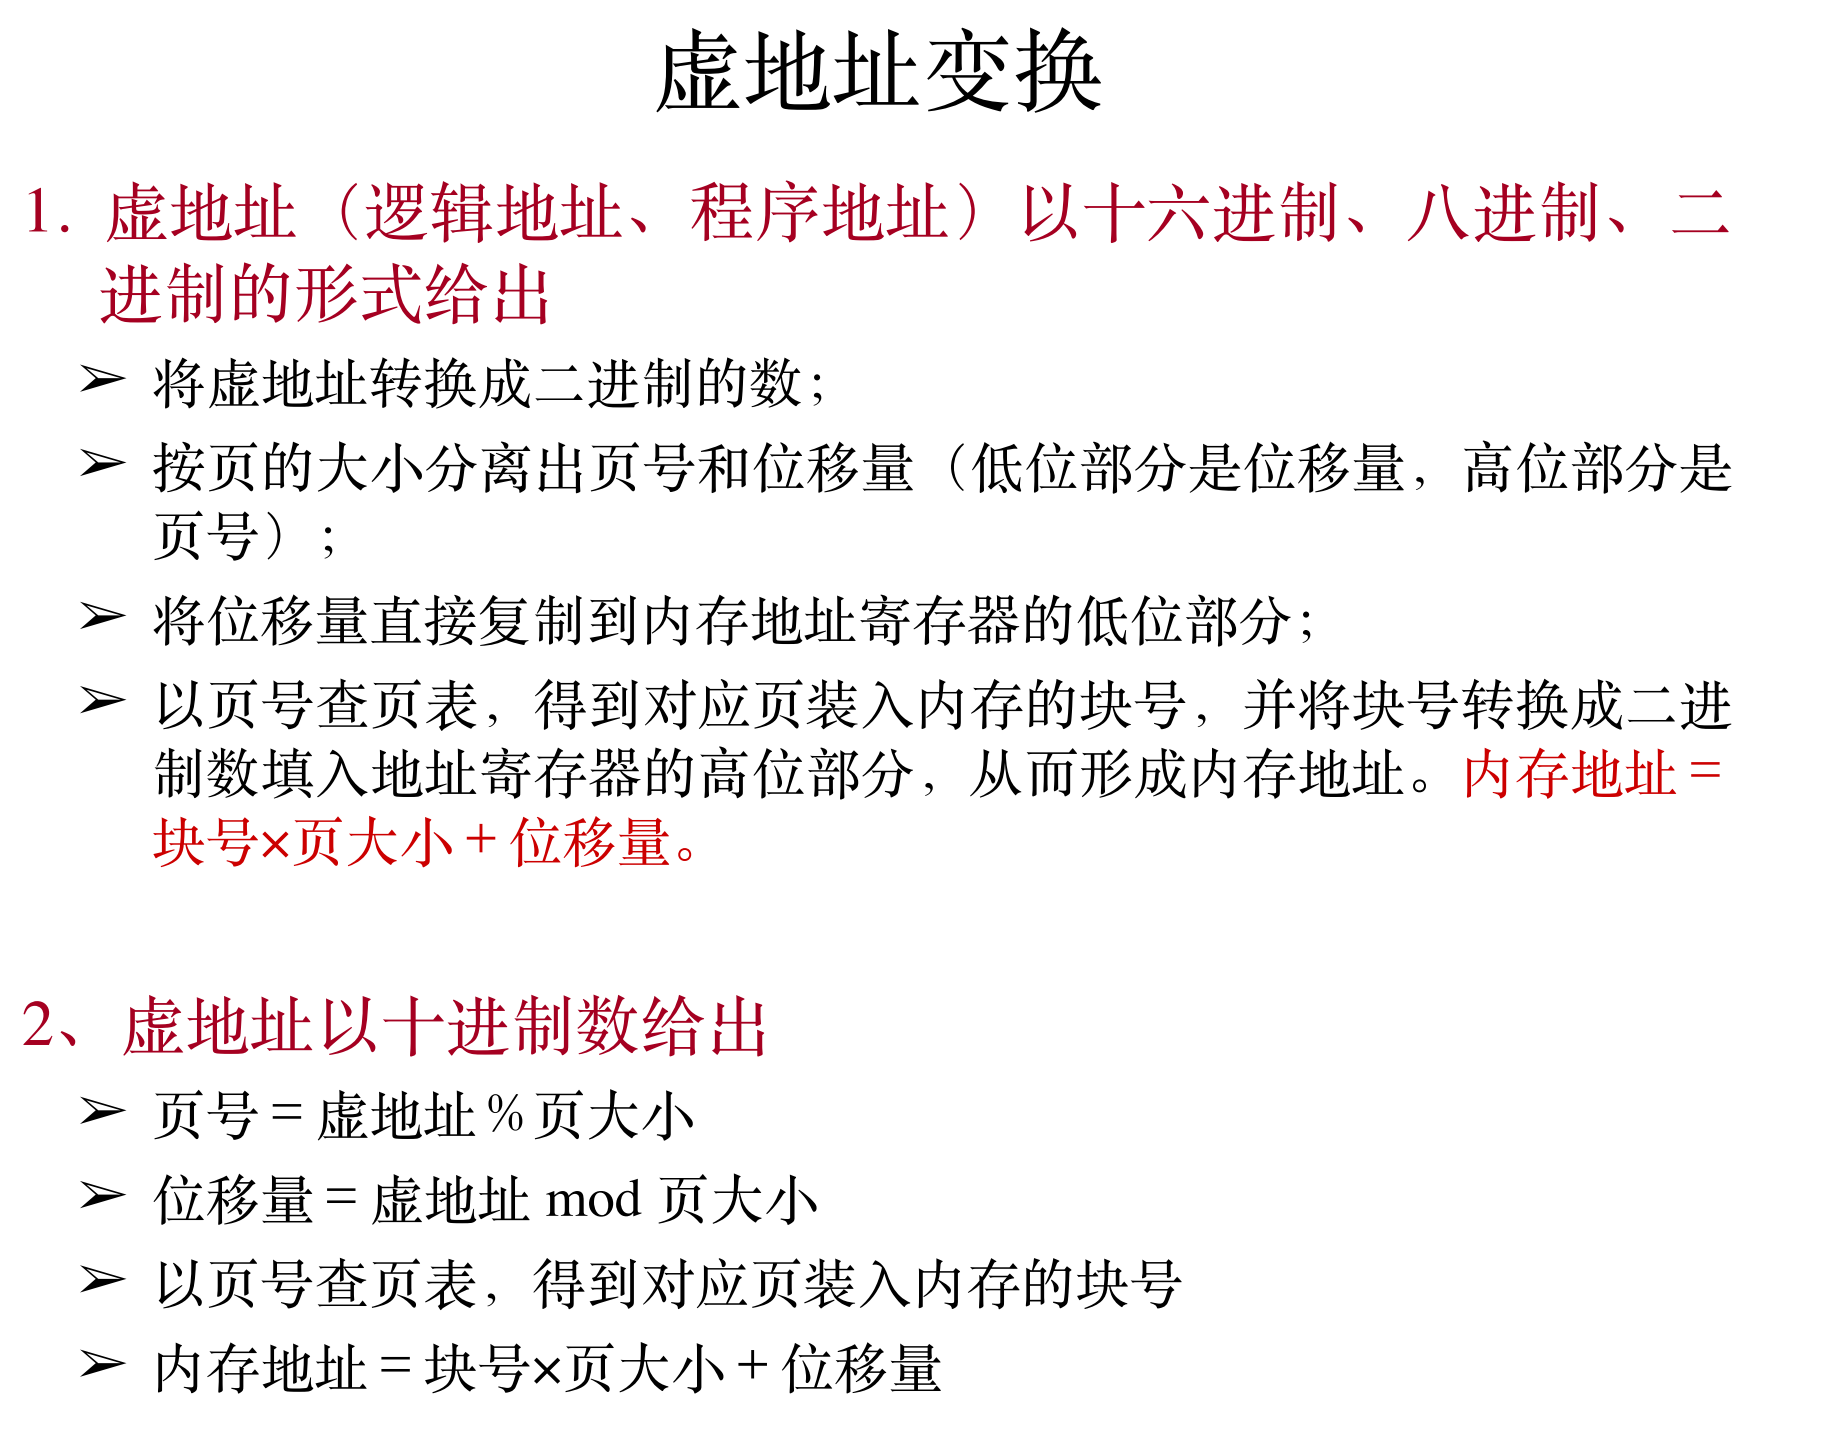 虚地址变换
1. 虚地址（逻辑地址、程序地址）以十六进制、八进制、二
进制的形式给出
➢ 将虚地址转换成二进制的数；
➢ 按页的大小分离出页号和位移量（低位部分是位移量，高位部分是
页号）；
➢ 将位移量直接复制到内存地址寄存器的低位部分；
➢ 以页号查页表，得到对应页装入内存的块号，并将块号转换成二进
制数填入地址寄存器的高位部分，从而形成内存地址。内存地址=
块号×页大小+位移量。
2、虚地址以十进制数给出
➢ 页号=虚地址%页大小
➢ 位移量=虚地址 mod 页大小
➢ 以页号查页表，得到对应页装入内存的块号
➢ 内存地址=块号×页大小+位移量